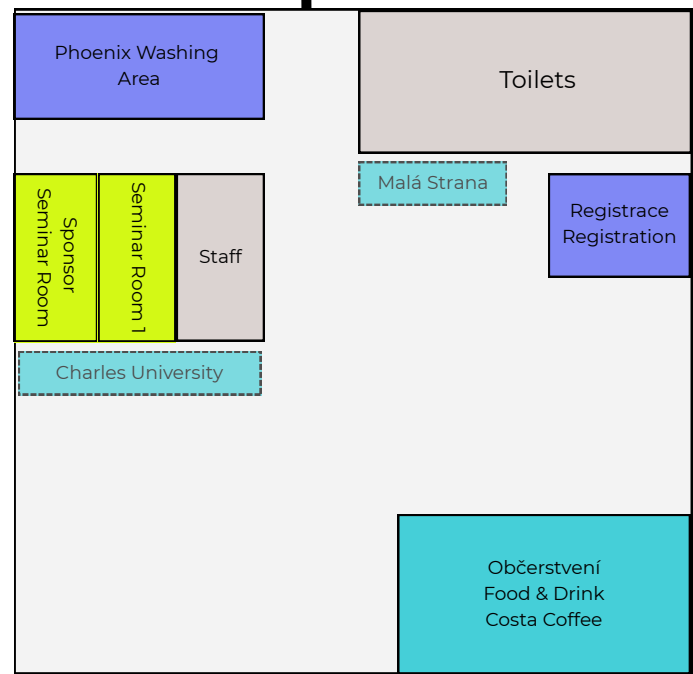 Phoenix Washing
Area
Toilets
Malá Strana
Registrace
Registration
Sponsor
Seminar Room
Seminar Room 1
Staff
Charles University
Občerstvení
Food & Drink
Costa Coffee